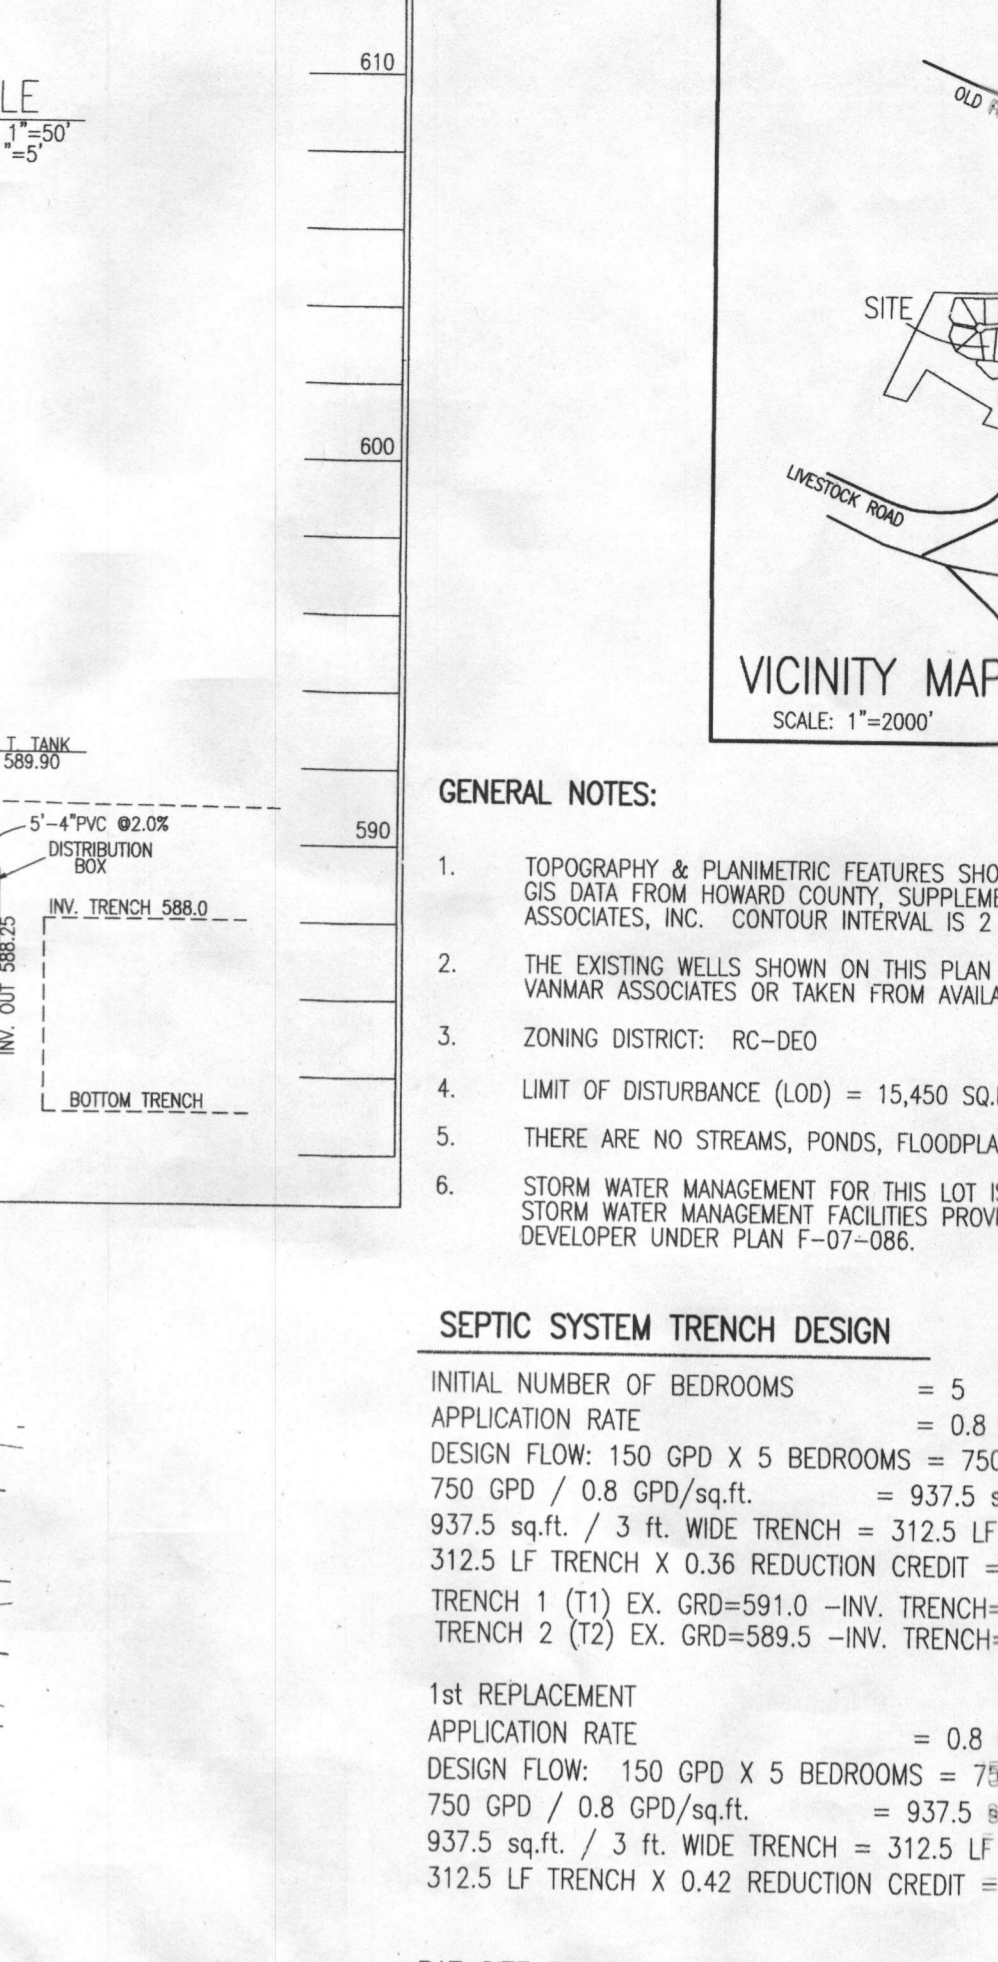 LE
1"=50'
"=5'
610
600
590
T. TANK
589.90
5'-4"PVC @2.0%
DISTRIBUTION
BOX
INV. TRENCH 588.0
INV. OUT 588.25
BOTTOM TRENCH
OLD
SITE
LIVESTOCK ROAD
VICINITY MAP
SCALE: 1"=2000'
GENERAL NOTES:
1. TOPOGRAPHY & PLANIMETRIC FEATURES SHO
GIS DATA FROM HOWARD COUNTY, SUPPLEME
ASSOCIATES, INC. CONTOUR INTERVAL IS 2
2. THE EXISTING WELLS SHOWN ON THIS PLAN
VANMAR ASSOCIATES OR TAKEN FROM AVAILA
3. ZONING DISTRICT: RC-DEO
4. LIMIT OF DISTURBANCE (LOD) = 15,450 SQ.
5. THERE ARE NO STREAMS, PONDS, FLOODPLA
6. STORM WATER MANAGEMENT FOR THIS LOT IS
STORM WATER MANAGEMENT FACILITIES PROVI
DEVELOPER UNDER PLAN F-07-086.
SEPTIC SYSTEM TRENCH DESIGN
INITIAL NUMBER OF BEDROOMS = 5
APPLICATION RATE = 0.8
DESIGN FLOW: 150 GPD X 5 BEDROOMS = 750
750 GPD / 0.8 GPD/sq.ft. = 937.5 s
937.5 sq.ft. / 3 ft. WIDE TRENCH = 312.5 LF
312.5 LF TRENCH X 0.36 REDUCTION CREDIT =
TRENCH 1 (T1) EX. GRD=591.0 -INV. TRENCH=
TRENCH 2 (T2) EX. GRD=589.5 -INV. TRENCH=
1st REPLACEMENT
APPLICATION RATE = 0.8
DESIGN FLOW: 150 GPD X 5 BEDROOMS = 75
750 GPD / 0.8 GPD/sq.ft. = 937.5 s
937.5 sq.ft. / 3 ft. WIDE TRENCH = 312.5 LF
312.5 LF TRENCH X 0.42 REDUCTION CREDIT =